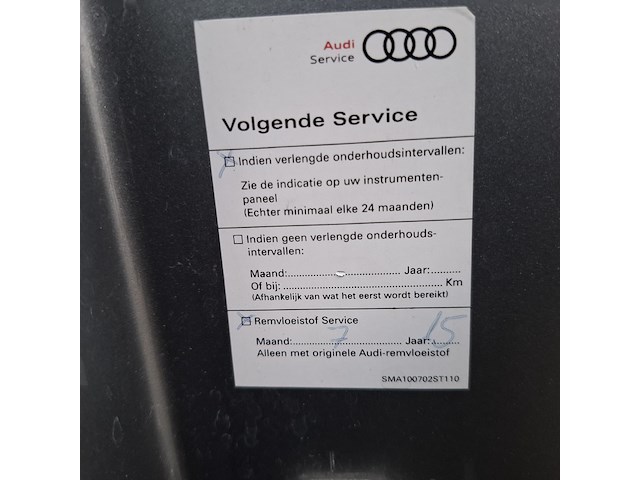 Audi
Service
Volgende Service
Indien verlengde onderhoudsintervallen:
Zie de indicatie op uw instrumenten-
paneel
(Echter minimaal elke 24 maanden)
Indien geen verlengde onderhouds-
intervallen:
Maand:.............................. Jaar:.........
Of bij: ............................................. Km
(Afhankelijk van wat het eerst wordt bereikt)
Remvloeistof Service
Maand:..........7.......... Jaar:..15.....
Alleen met originele Audi-remvloeistof
SMA100702ST110